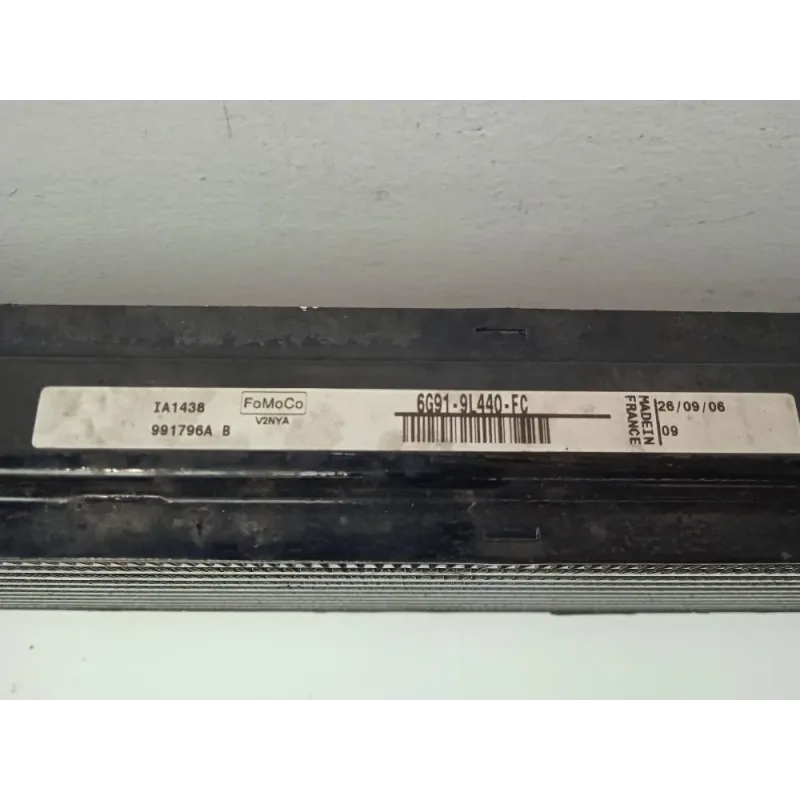 IA1438
991796A B
FoMoCo
V2NYA
6G91-9L440-FC
MADE IN
FRANCE
26/09/06
09